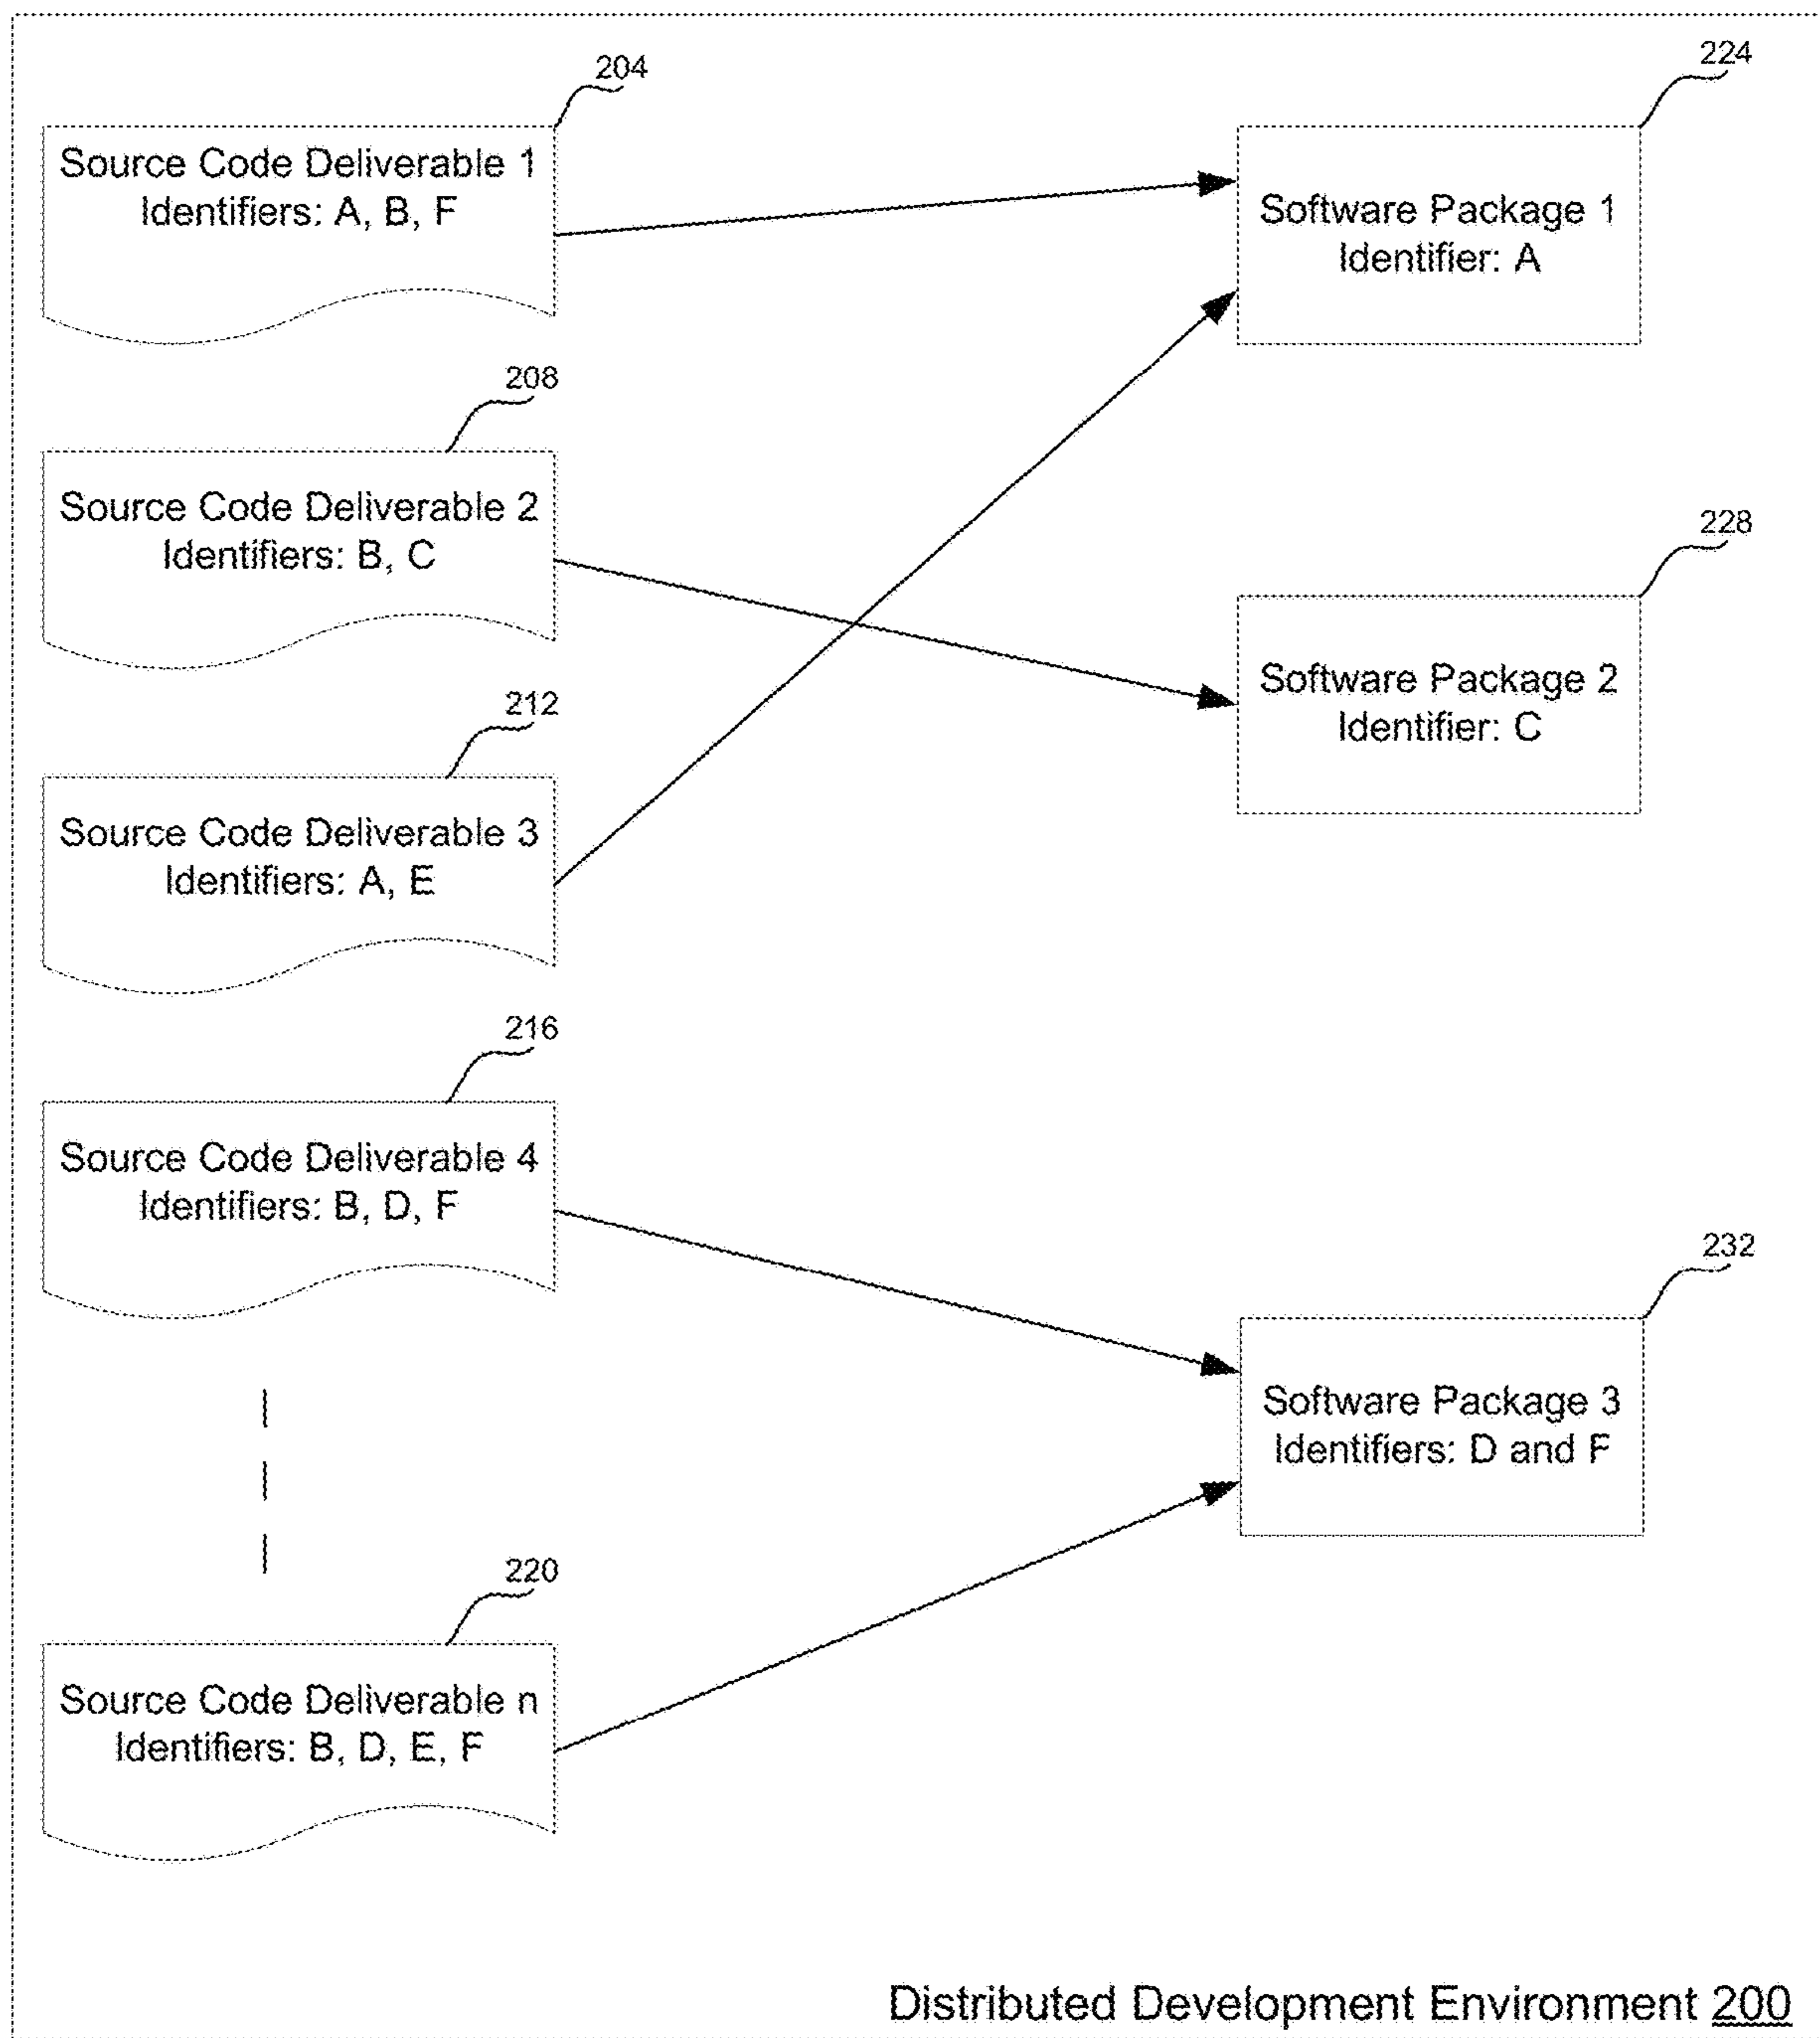 204
Source Code Deliverable 1
Identifiers: A, B, F
224
Software Package 1
Identifier: A
208
Source Code Deliverable 2
Identifiers: B, C
228
Software Package 2
Identifier: C
212
Source Code Deliverable 3
Identifiers: A, E
216
Source Code Deliverable 4
Identifiers: B, D, F
232
Software Package 3
Identifiers: D and F
220
Source Code Deliverable n
Identifiers: B, D, E, F
Distributed Development Environment 200